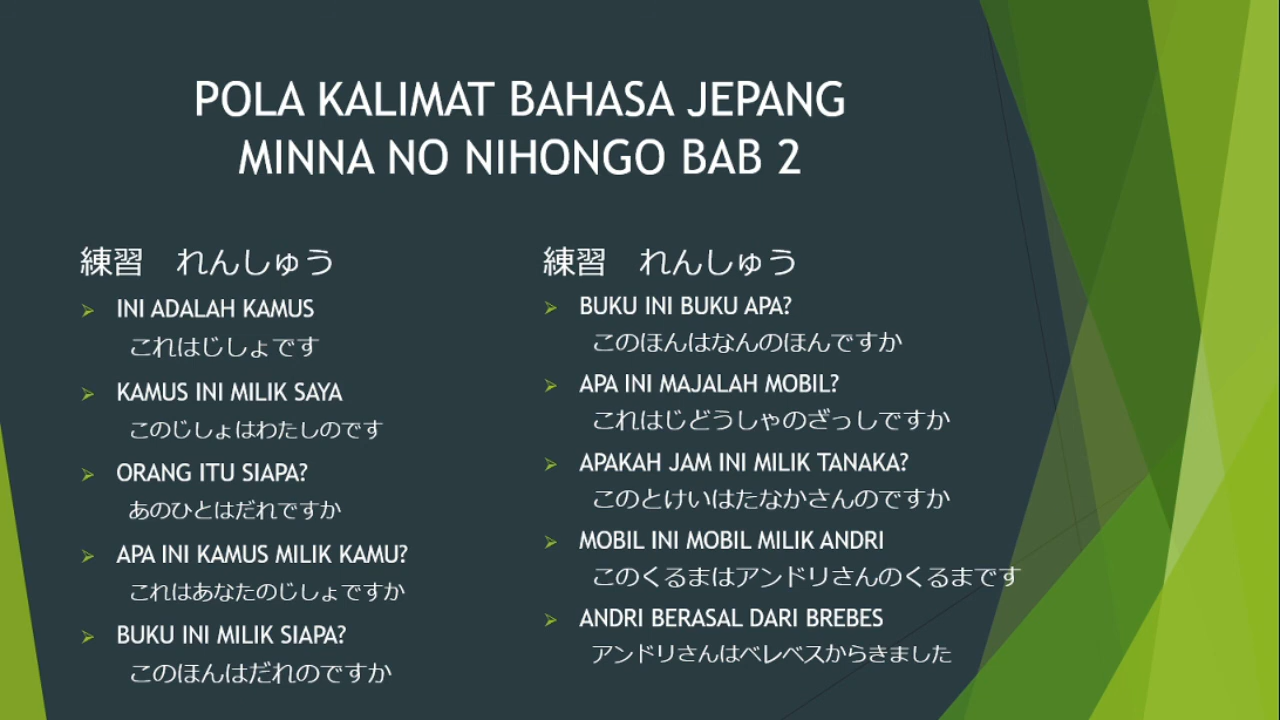 POLA KALIMAT BAHASA JEPANG
MINNA NO NIHONGO BAB 2
練習　れんしゅう
INI ADALAH KAMUS
これはじしょです
KAMUS INI MILIK SAYA
このじしょはわたしのです
ORANG ITU SIAPA?
あのひとはだれですか
APA INI KAMUS MILIK KAMU?
これはあなたのじしょですか
BUKU INI MILIK SIAPA?
このほんはだれのですか
練習　れんしゅう
BUKU INI BUKU APA?
このほんはなんのほんですか
APA INI MAJALAH MOBIL?
これはじどうしゃのざっしですか
APAKAH JAM INI MILIK TANAKA?
このとけいはたなかさんのですか
MOBIL INI MOBIL MILIK ANDRI
このくるまはアンドリさんのくるまです
ANDRI BERASAL DARI BREBES
アンドリさんはベレベスからきました